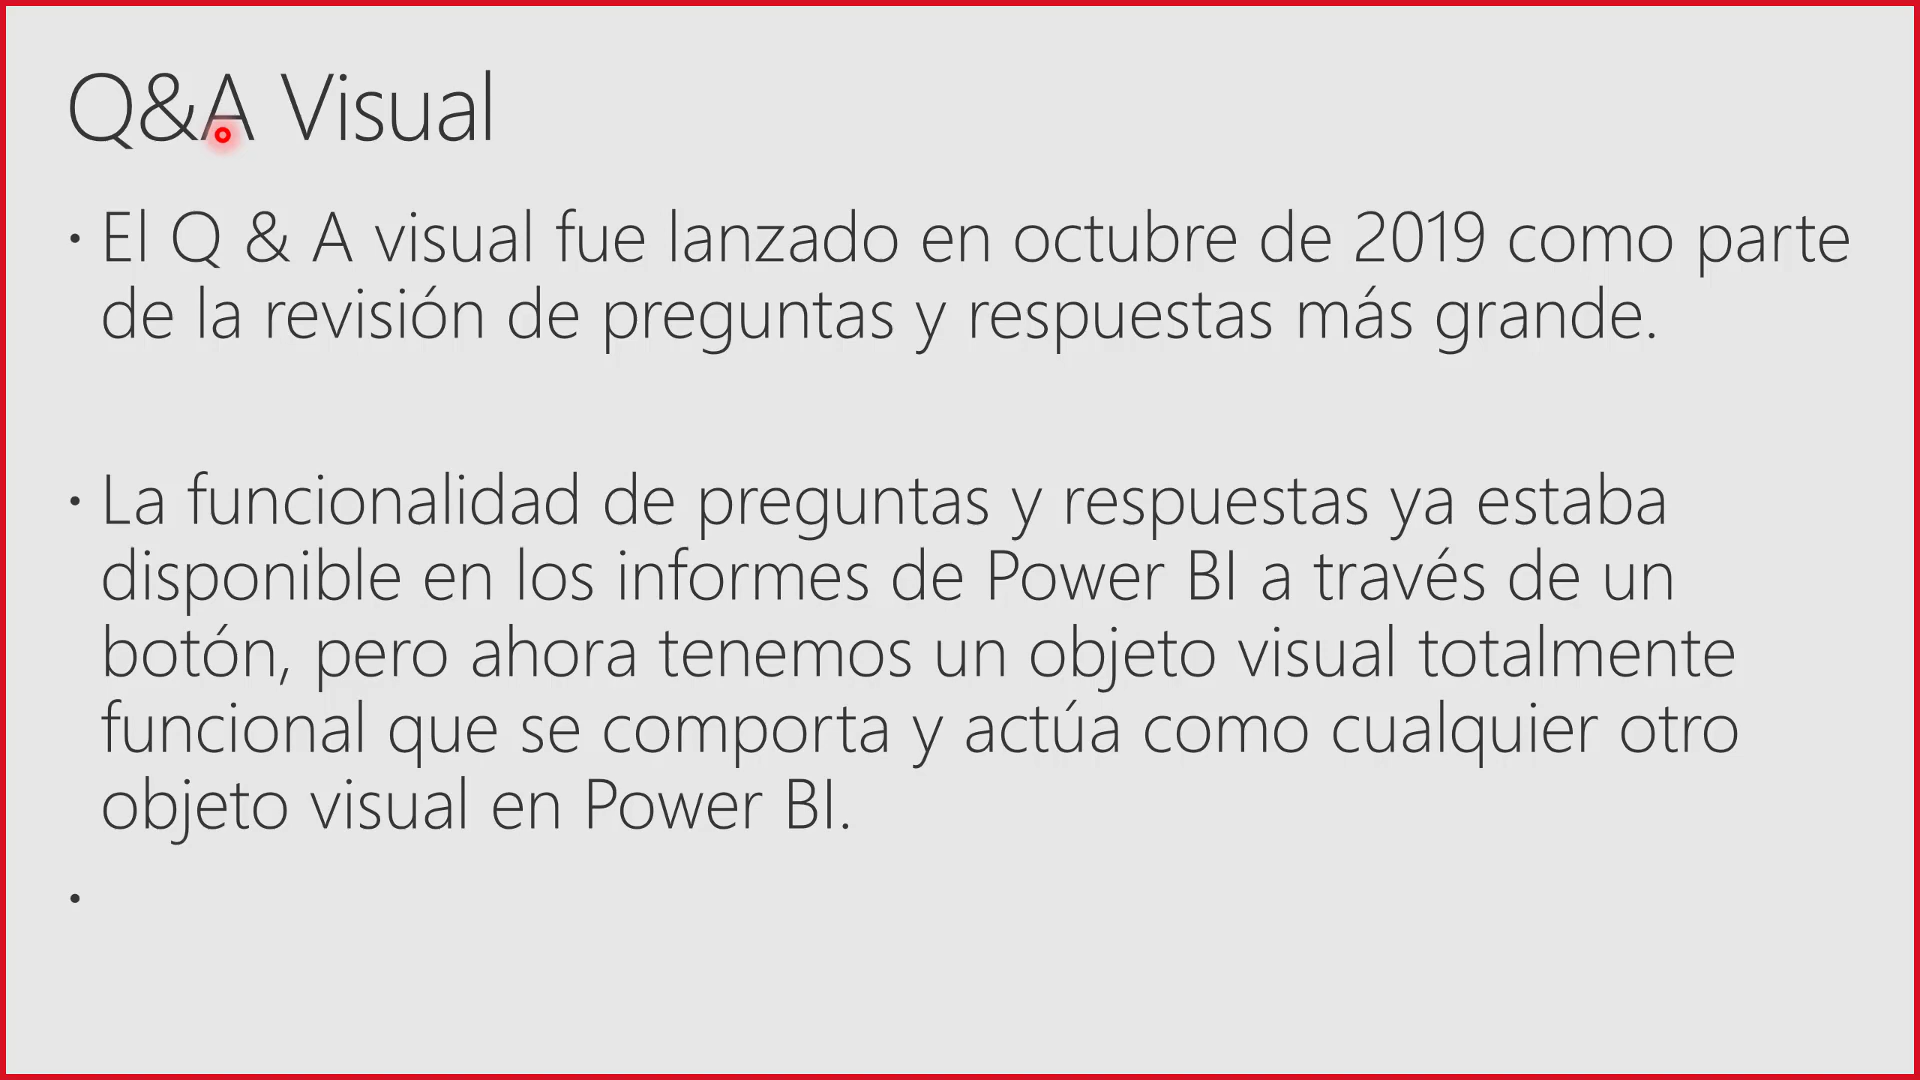 Q&A Visual
• El Q & A visual fue lanzado en octubre de 2019 como parte
de la revisión de preguntas y respuestas más grande.
• La funcionalidad de preguntas y respuestas ya estaba
disponible en los informes de Power BI a través de un
botón, pero ahora tenemos un objeto visual totalmente
funcional que se comporta y actúa como cualquier otro
objeto visual en Power BI.
•